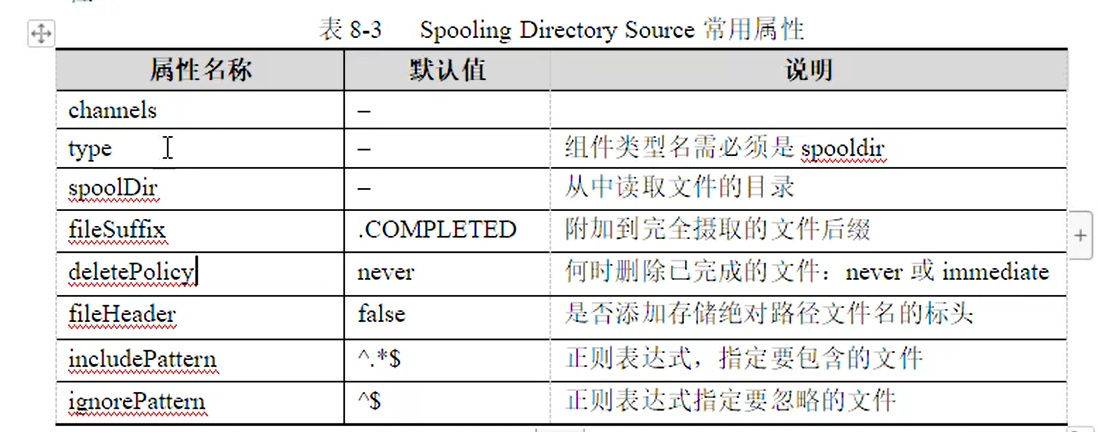 表 8-3 Spooling Directory Source 常用属性
属性名称 默认值 说明
channels –
type – 组件类型名需必须是 spooldir
spoolDir – 从中读取文件的目录
fileSuffix .COMPLETED 附加到完全摄取的文件后缀
deletePolicy never 何时删除已完成的文件：never 或 immediate
fileHeader false 是否添加存储绝对路径文件名的标头
includePattern ^.*$ 正则表达式，指定要包含的文件
ignorePattern ^$ 正则表达式指定要忽略的文件